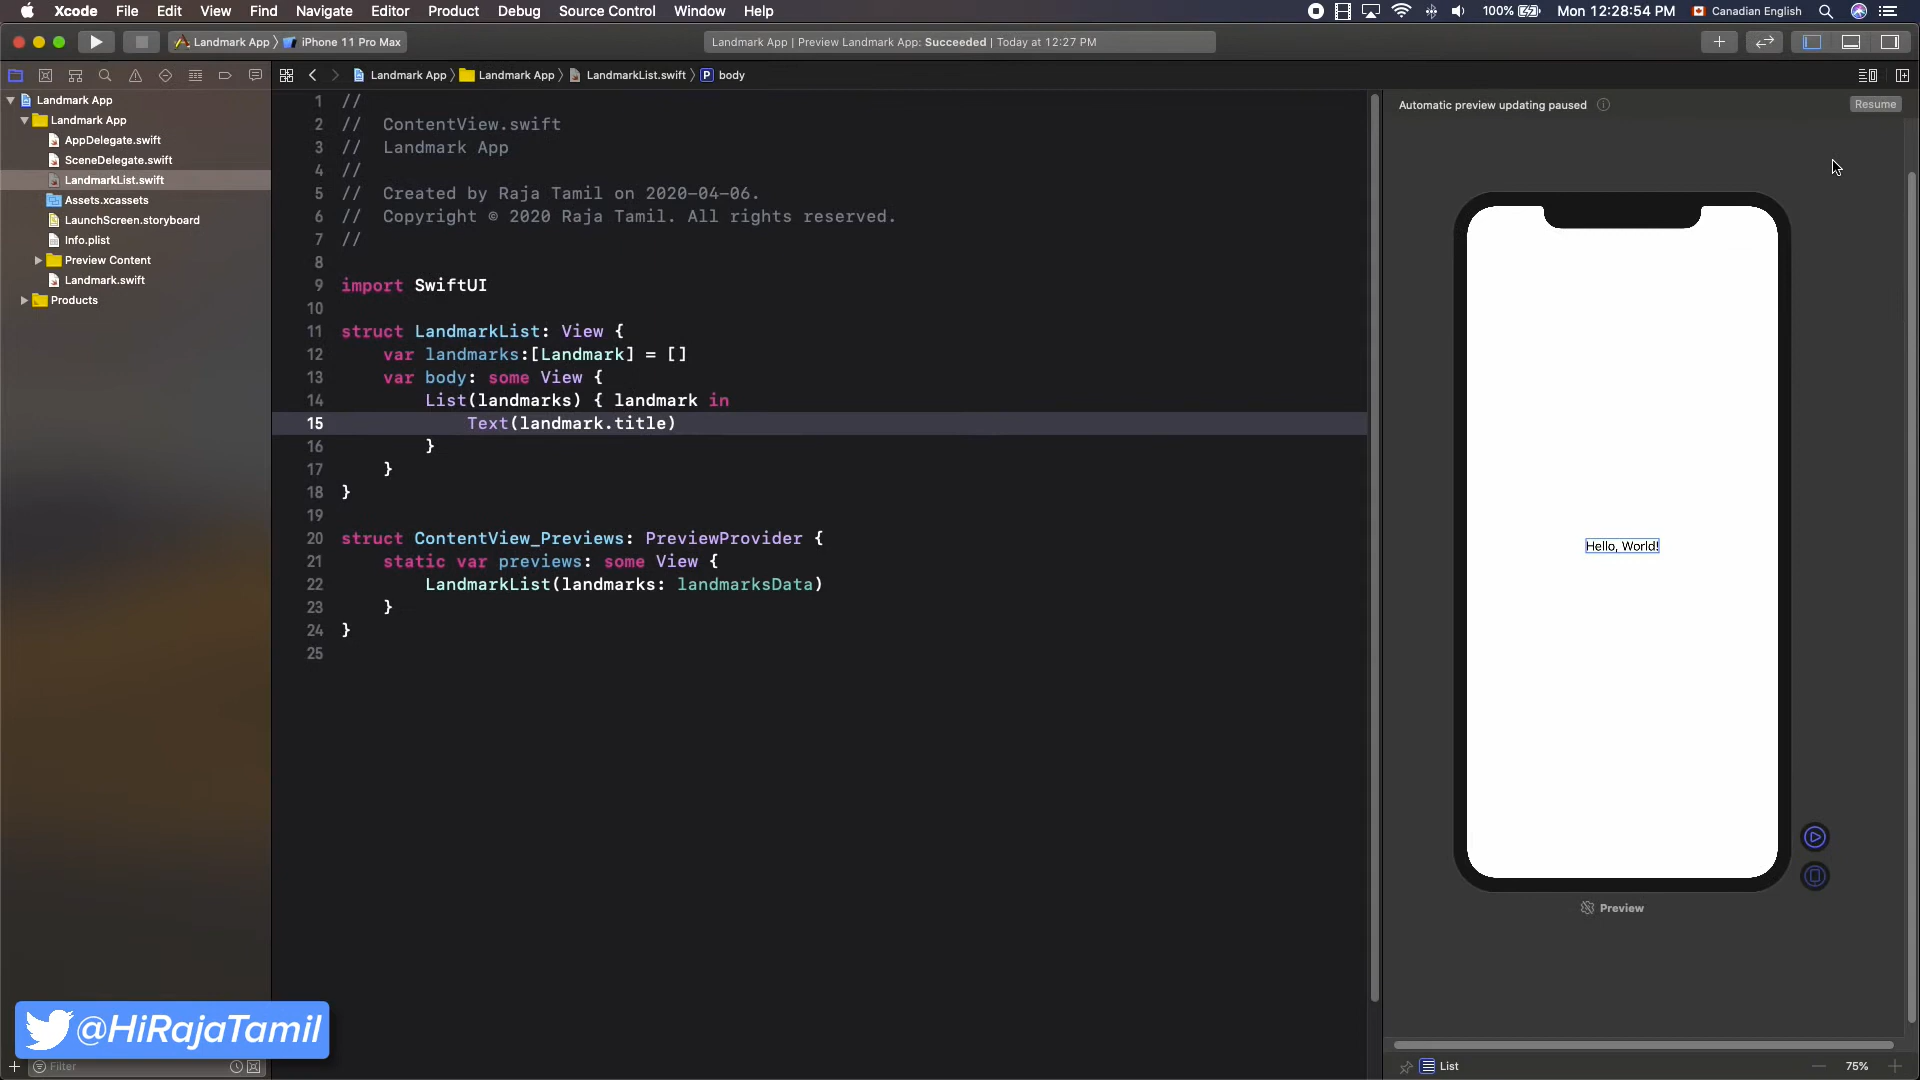 Xcode File Edit View Find Navigate Editor Product Debug Source Control Window Help
100% Mon 12:28:54 PM Canadian English
Landmark App iPhone 11 Pro Max
Landmark App | Preview Landmark App: Succeeded | Today at 12:27 PM
Landmark App Landmark App LandmarkList.swift P body
Landmark App
Landmark App
AppDelegate.swift
SceneDelegate.swift
LandmarkList.swift
Assets.xcassets
LaunchScreen.storyboard
Info.plist
Preview Content
Landmark.swift
Products
1 //
2 // ContentView.swift
3 // Landmark App
4 //
5 // Created by Raja Tamil on 2020-04-06.
6 // Copyright © 2020 Raja Tamil. All rights reserved.
7 //
8
9 import SwiftUI
10
11 struct LandmarkList: View {
12 var landmarks:[Landmark] = []
13 var body: some View {
14 List(landmarks) { landmark in
15 Text(landmark.title)
16 }
17 }
18 }
19
20 struct ContentView_Previews: PreviewProvider {
21 static var previews: some View {
22 LandmarkList(landmarks: landmarksData)
23 }
24 }
25
Automatic preview updating paused
Resume
Hello, World!
Preview
@HiRajaTamil
Filter
List
75%